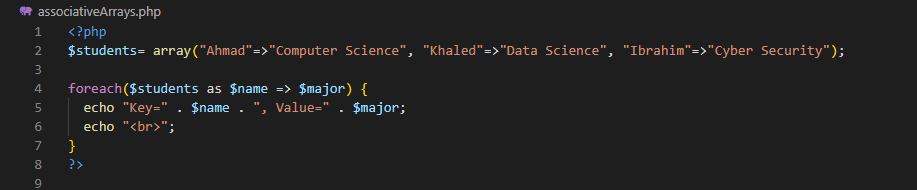 associativeArrays.php
1 <?php
2 $students= array("Ahmad"=>"Computer Science", "Khaled"=>"Data Science", "Ibrahim"=>"Cyber Security");
3
4 foreach($students as $name => $major) {
5   echo "Key=" . $name . ", Value=" . $major;
6   echo "<br>";
7 }
8 ?>
9